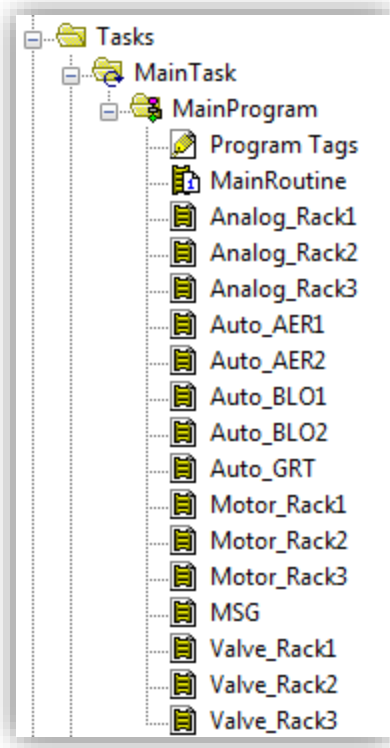 Tasks
MainTask
MainProgram
Program Tags
MainRoutine
Analog_Rack1
Analog_Rack2
Analog_Rack3
Auto_AER1
Auto_AER2
Auto_BLO1
Auto_BLO2
Auto_GRT
Motor_Rack1
Motor_Rack2
Motor_Rack3
MSG
Valve_Rack1
Valve_Rack2
Valve_Rack3